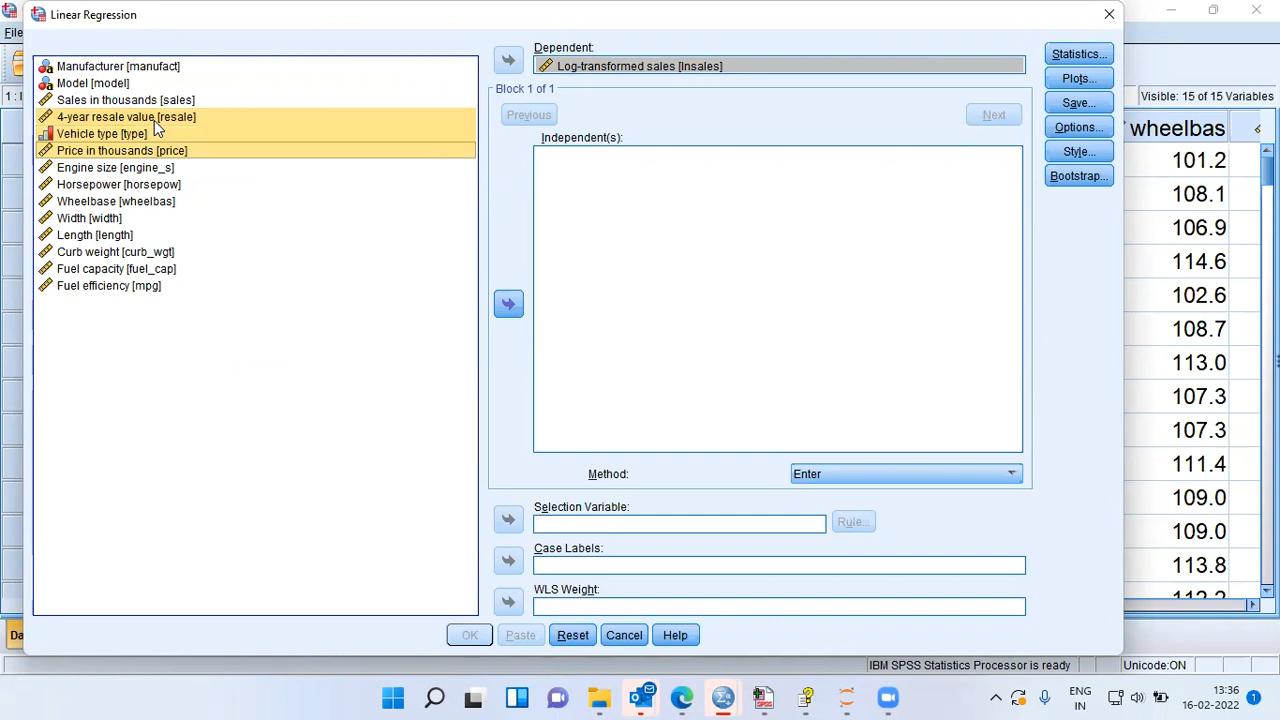 Linear Regression
File
Manufacturer [manufact]
Model [model]
Sales in thousands [sales]
4-year resale value [resale]
Vehicle type [type]
Price in thousands [price]
Engine size [engine_s]
Horsepower [horsepow]
Wheelbase [wheelbas]
Width [width]
Length [length]
Curb weight [curb_wgt]
Fuel capacity [fuel_cap]
Fuel efficiency [mpg]
Dependent:
Log-transformed sales [lnsales]
Block 1 of 1
Previous
Next
Independent(s):
Method:
Enter
Selection Variable:
Rule...
Case Labels:
WLS Weight:
OK
Paste
Reset
Cancel
Help
Statistics...
Plots...
Save...
Options...
Style...
Bootstrap...
Visible: 15 of 15 Variables
wheelbas
101.2
108.1
106.9
114.6
102.6
108.7
113.0
107.3
107.3
111.4
109.0
109.0
113.8
IBM SPSS Statistics Processor is ready
Unicode:ON
SPSS
ENG
IN
13:36
16-02-2022
1